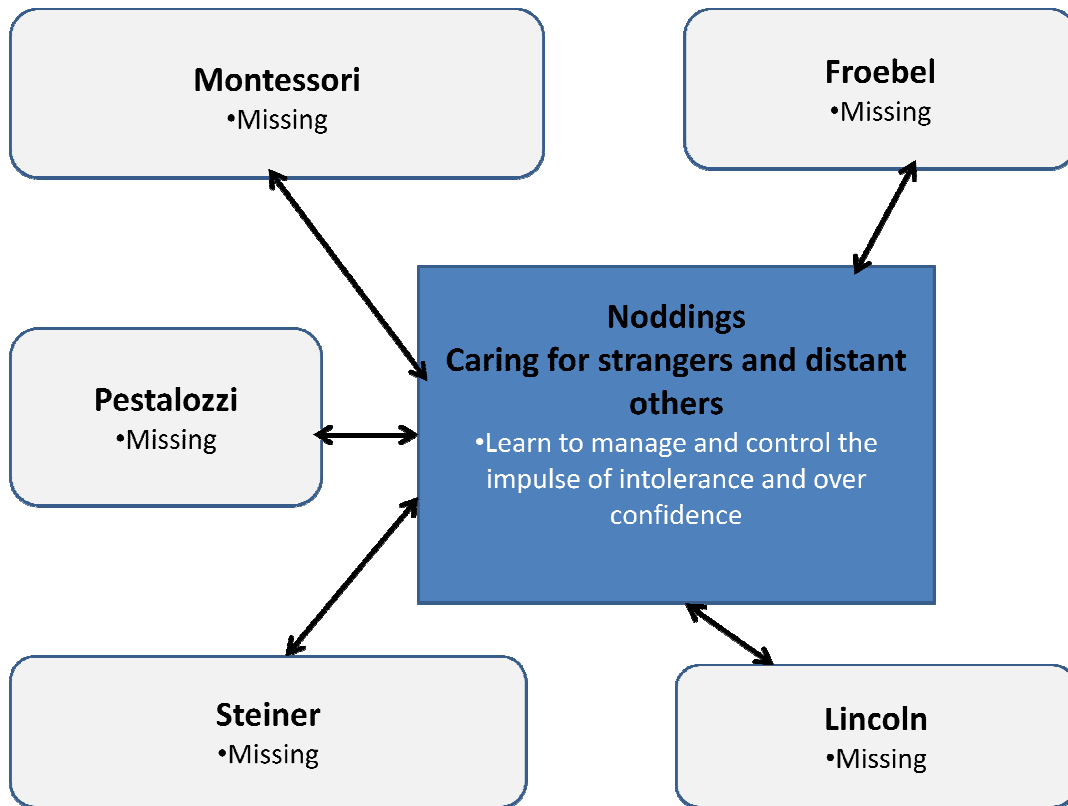 Montessori
•Missing
Froebel
•Missing
Noddings
Caring for strangers and distant
others
•Learn to manage and control the
impulse of intolerance and over
confidence
Pestalozzi
•Missing
Steiner
•Missing
Lincoln
•Missing